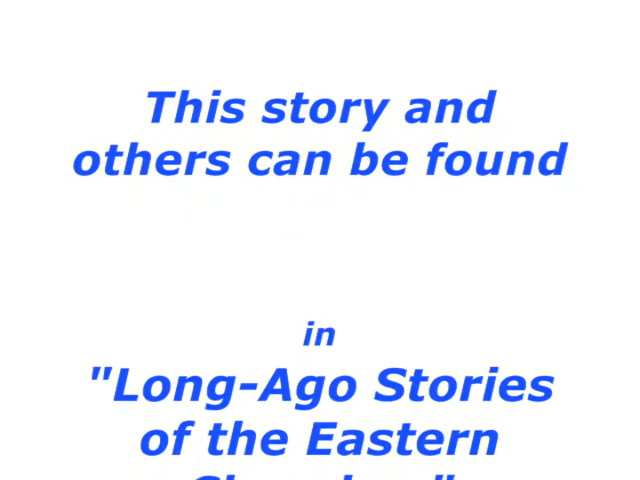 This story and
others can be found
in
"Long-Ago Stories
of the Eastern